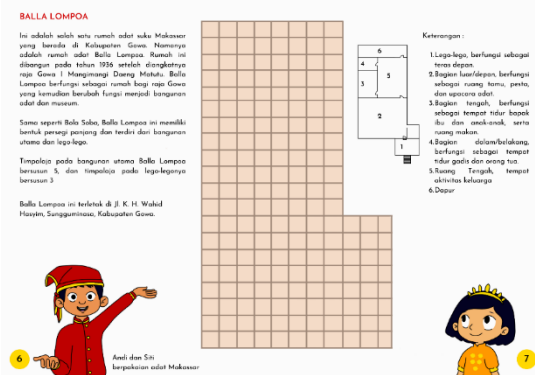 BALLA LOMPOA
Ini adalah salah satu rumah adat suku Makassar
yang berada di Kabupaten Gowa. Namanya
adalah rumah adat Balla Lompoa. Rumah ini
dibangun pada tahun 1936 setelah diangkatnya
raja Gowa I Mangimangi Daeng Matutu. Balla
Lompoa berfungsi sebagai rumah bagi raja Gowa
yang kemudian berubah fungsi menjadi bangunan
adat dan museum.
Sama seperti Bola Soba, Balla Lompoa ini memiliki
bentuk persegi panjang dan terdiri dari bangunan
utama dan lego-lego.
Timpalaja pada bangunan utama Balla Lompoa
bersusun 5, dan timpalaja pada lego-legonya
bersusun 3
Balla Lompoa ini terletak di Jl. K. H. Wahid
Hasyim, Sungguminasa, Kabupaten Gowa.
6
4
3
5
2
1
Keterangan :
1.Lego-lego, berfungsi sebagai
teras depan.
2.Bagian luar/depan, berfungsi
sebagai ruang tamu, pesta,
dan upacara adat.
3.Bagian tengah, berfungsi
sebagai tempat tidur bapak
ibu dan anak-anak, serta
ruang makan.
4.Bagian dalam/belakang,
berfungsi sebagai tempat
tidur gadis dan orang tua.
5.Ruang Tengah, tempat
aktivitas keluarga
6.Dapur
6
Andi dan Siti
berpakaian adat Makassar
7